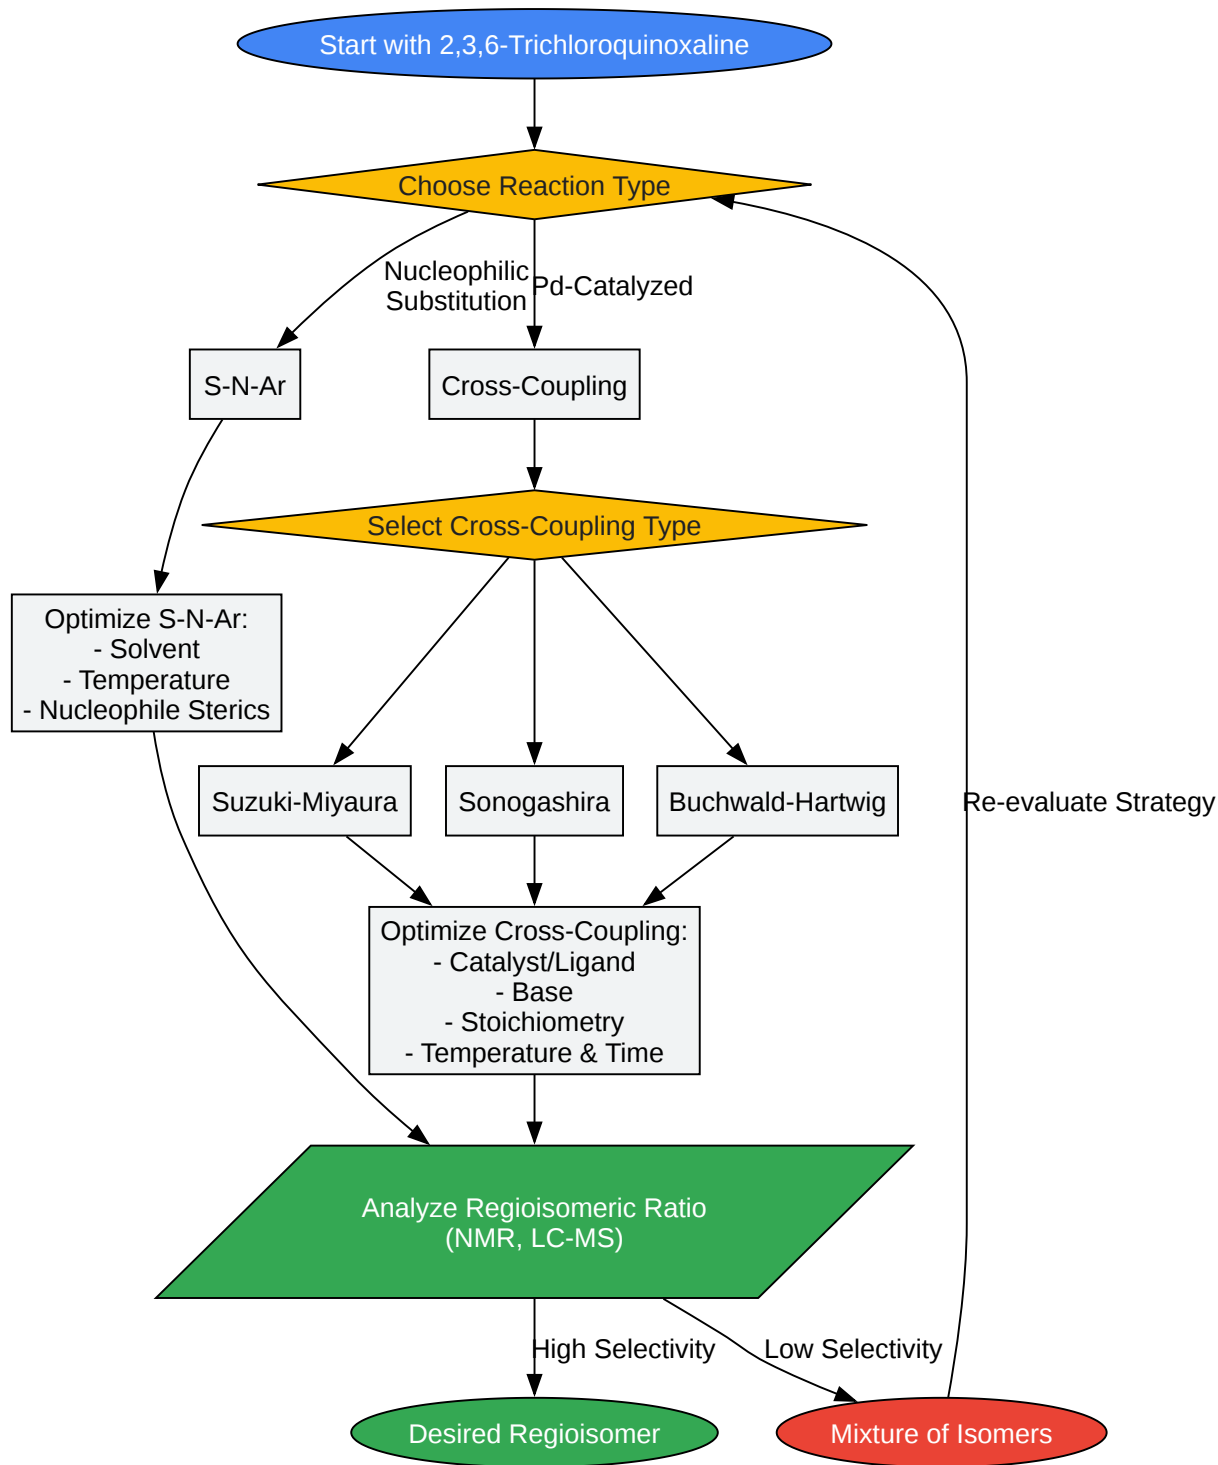 Start with 2,3,6-Trichloroquinoxaline
Choose Reaction Type
Nucleophilic
Substitution
Pd-Catalyzed
S-N-Ar
Cross-Coupling
Select Cross-Coupling Type
Optimize S-N-Ar:
- Solvent
- Temperature
- Nucleophile Sterics
Suzuki-Miyaura
Sonogashira
Buchwald-Hartwig
Re-evaluate Strategy
Optimize Cross-Coupling:
- Catalyst/Ligand
- Base
- Stoichiometry
- Temperature & Time
Analyze Regioisomeric Ratio
(NMR, LC-MS)
High Selectivity
Low Selectivity
Desired Regioisomer
Mixture of Isomers